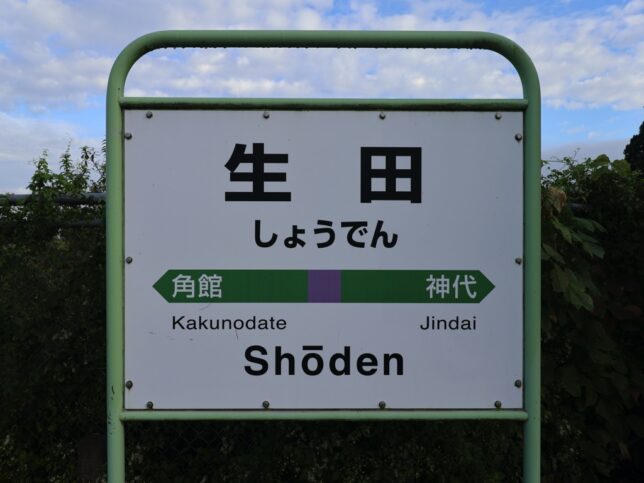 生田
しょうでん
角館 神代
Kakunodate Jindai
Shōden